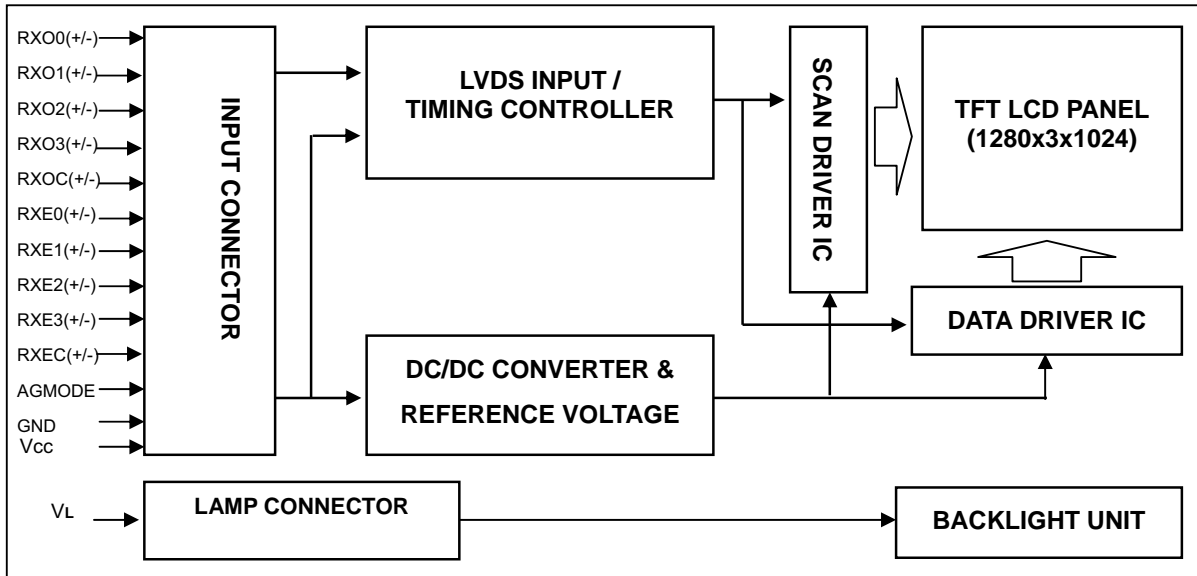 RXO0(+/-)
RXO1(+/-)
RXO2(+/-)
RXO3(+/-)
RXOC(+/-)
RXE0(+/-)
RXE1(+/-)
RXE2(+/-)
RXE3(+/-)
RXEC(+/-)
AGMODE
GND
Vcc
INPUT CONNECTOR
LVDS INPUT /
TIMING CONTROLLER
DC/DC CONVERTER &
REFERENCE VOLTAGE
SCAN DRIVER IC
TFT LCD PANEL
(1280x3x1024)
DATA DRIVER IC
VL
LAMP CONNECTOR
BACKLIGHT UNIT